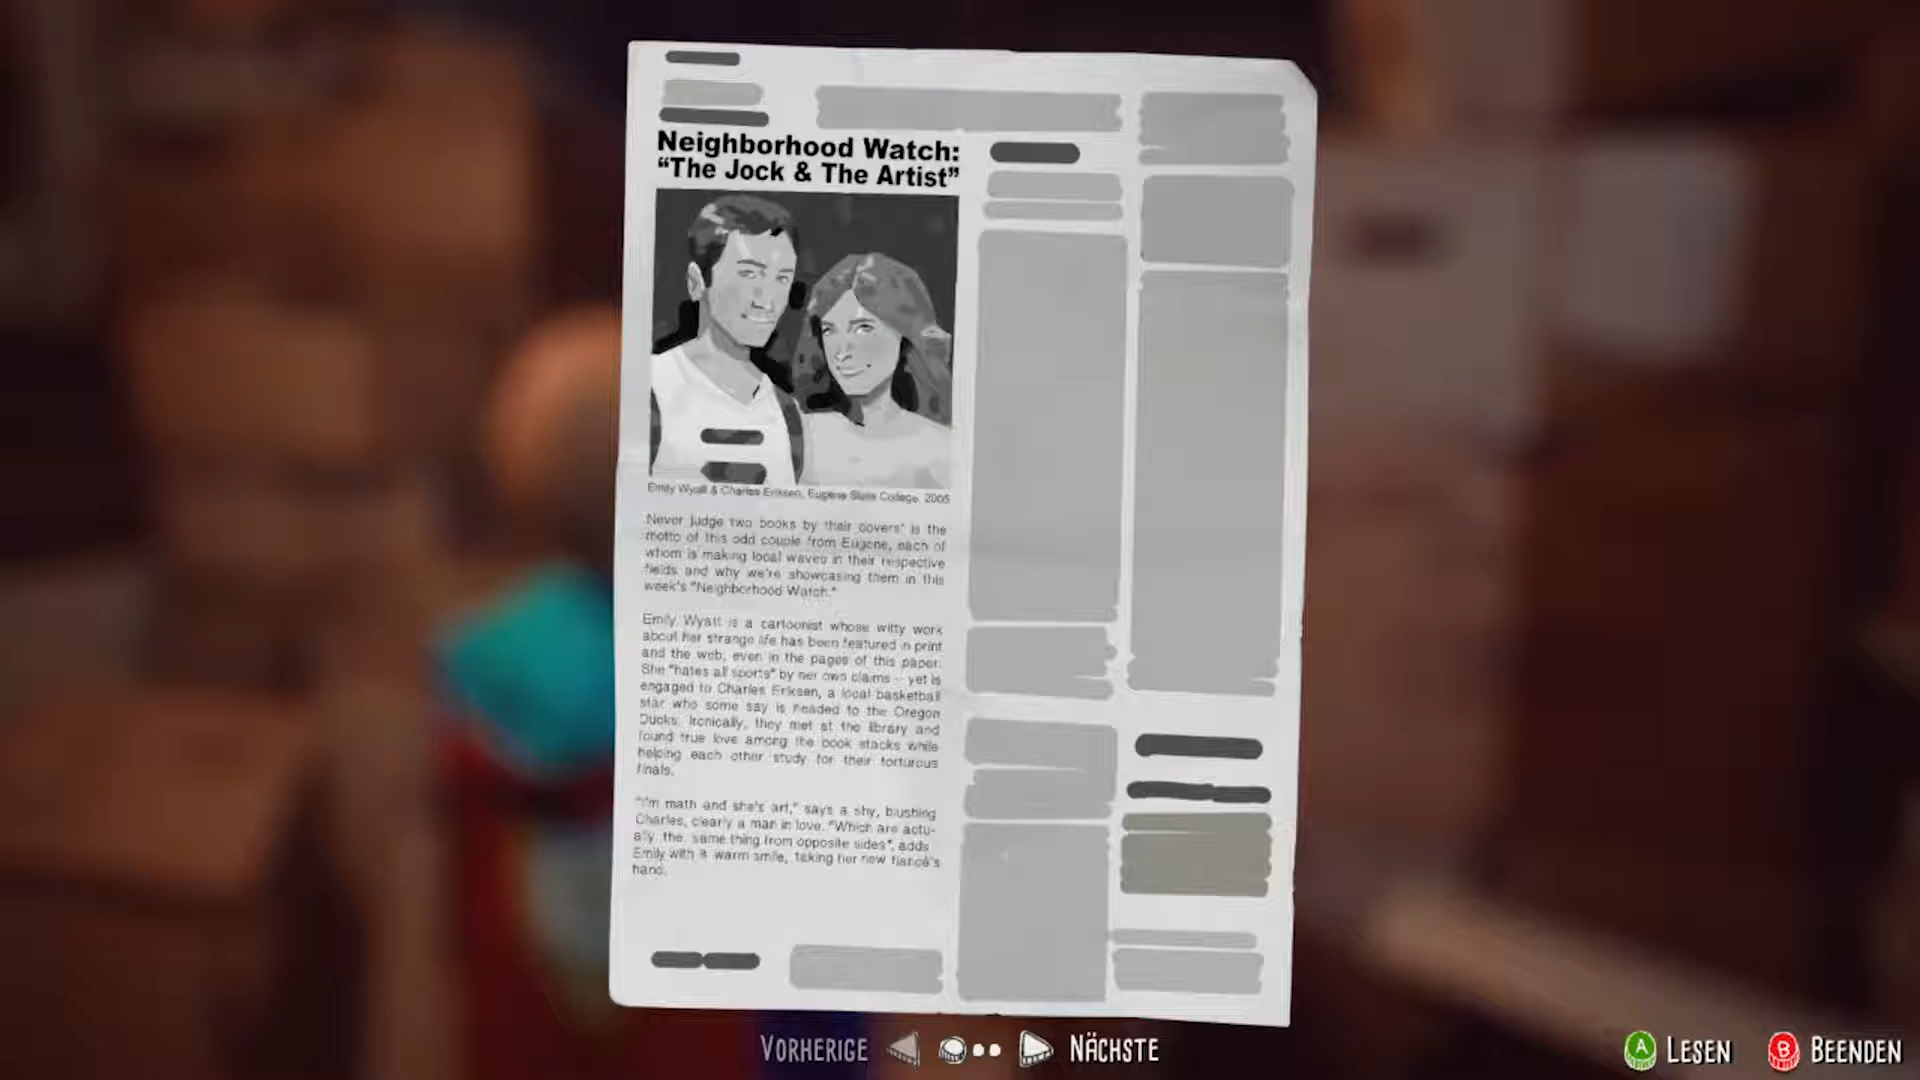 Neighborhood Watch:
“The Jock & The Artist”
Emily Wyatt & Charles Eriksen, Eugene State College, 2005
'Never judge two books by their covers' is the
motto of this odd couple from Eugene, each of
whom is making local waves in their respective
fields and why we're showcasing them in this
week's "Neighborhood Watch."
Emily Wyatt is a cartoonist whose witty work
about her strange life has been featured in print
and the web, even in the pages of this paper.
She "hates all sports" by her own claims -- yet is
engaged to Charles Eriksen, a local basketball
star who some say is headed to the Oregon
Ducks. Ironically, they met at the library and
found true love among the book stacks while
helping each other study for their torturous
finals.
"I'm math and she's art," says a shy, blushing
Charles, clearly a man in love. "Which are actu-
ally the same thing from opposite sides", adds
Emily with a warm smile, taking her new fiancé's
hand.
VORHERIGE
NÄCHSTE
A LESEN
B BEENDEN